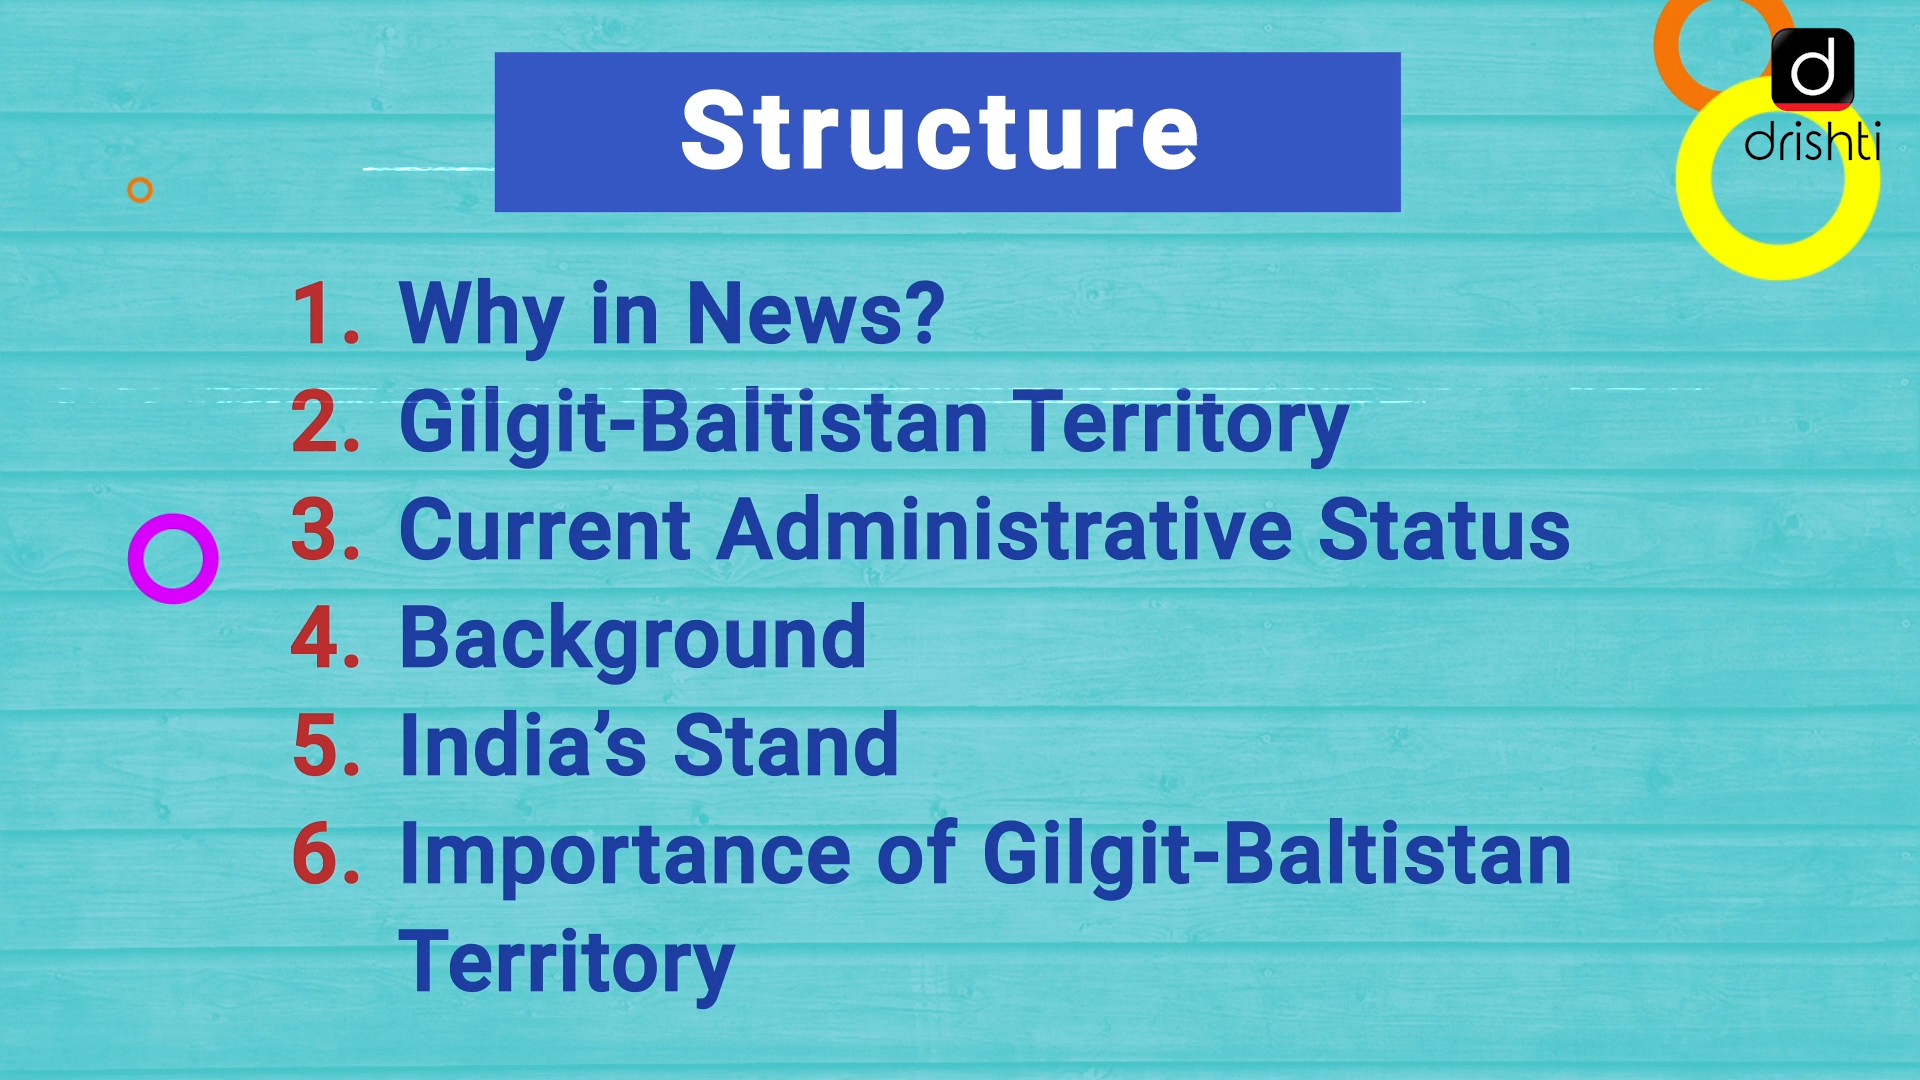 Structure
d
drishti
1. Why in News?
2. Gilgit-Baltistan Territory
3. Current Administrative Status
4. Background
5. India’s Stand
6. Importance of Gilgit-Baltistan
Territory